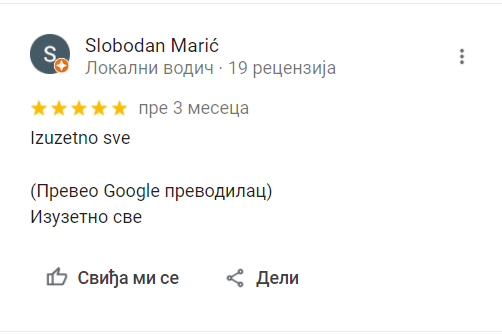 S
Slobodan Marić
Локални водич · 19 рецензија
пре 3 месеца
Izuzetno sve
(Превео Google преводилац)
Изузетно све
Свиђа ми се
Дели